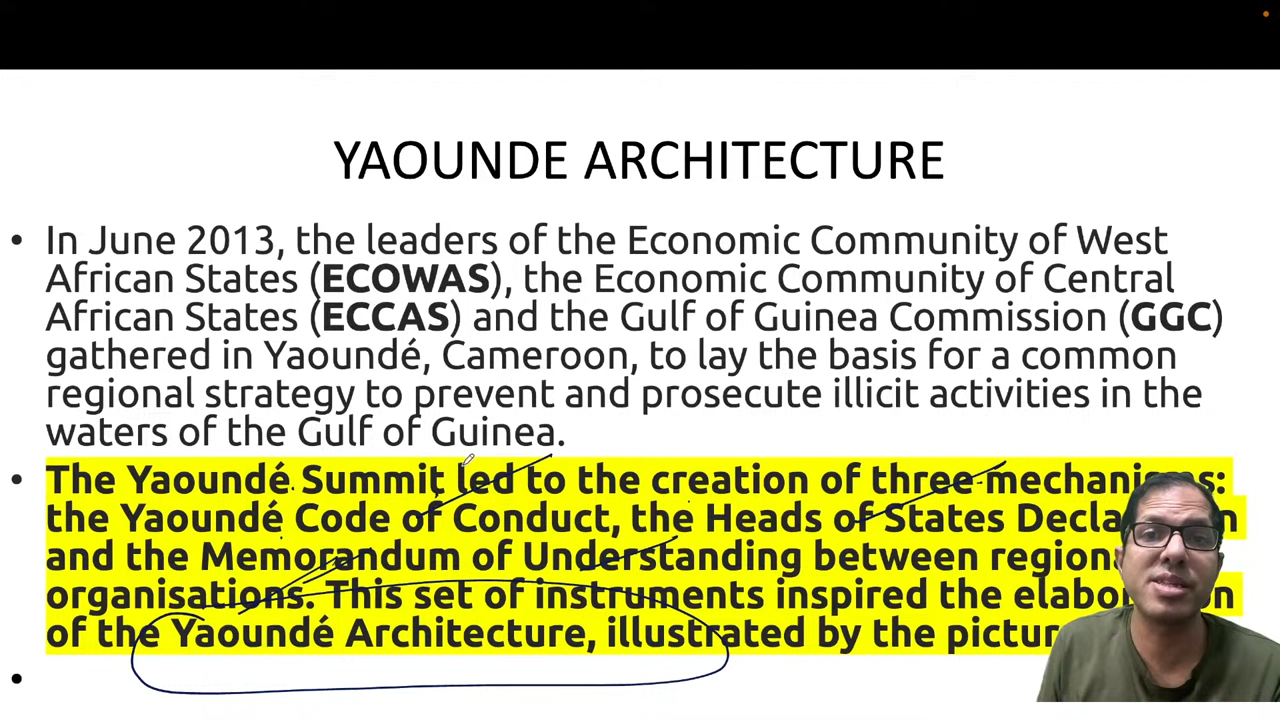 YAOUNDE ARCHITECTURE
• In June 2013, the leaders of the Economic Community of West
African States (ECOWAS), the Economic Community of Central
African States (ECCAS) and the Gulf of Guinea Commission (GGC)
gathered in Yaoundé, Cameroon, to lay the basis for a common
regional strategy to prevent and prosecute illicit activities in the
waters of the Gulf of Guinea.
• The Yaoundé Summit led to the creation of three mechanisms:
the Yaoundé Code of Conduct, the Heads of States
and the Memorandum of Understanding between
organisations. This set of instruments inspired the
of the Yaoundé Architecture, illustrated by the
•